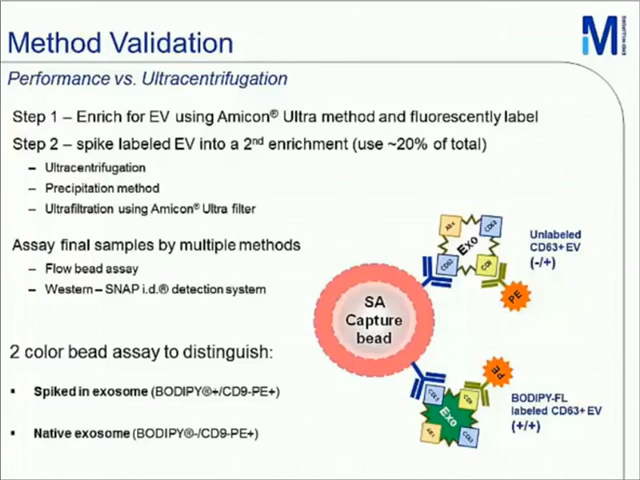 Method Validation
M
EMD MILLIPORE
Performance vs. Ultracentrifugation
Step 1 – Enrich for EV using Amicon® Ultra method and fluorescently label
Step 2 – spike labeled EV into a 2nd enrichment (use ~20% of total)
– Ultracentrifugation
– Precipitation method
– Ultrafiltration using Amicon® Ultra filter
Assay final samples by multiple methods
– Flow bead assay
– Western – SNAP i.d.® detection system
2 color bead assay to distinguish:
▪ Spiked in exosome (BODIPY®+/CD9-PE+)
▪ Native exosome (BODIPY®-/CD9-PE+)
SA
Capture
bead
Exo
CD63
CD9
PE
Unlabeled
CD63+ EV
(-/+)
PE
CD9
Exo
BODIPY-FL
labeled CD63+ EV
(+/+)